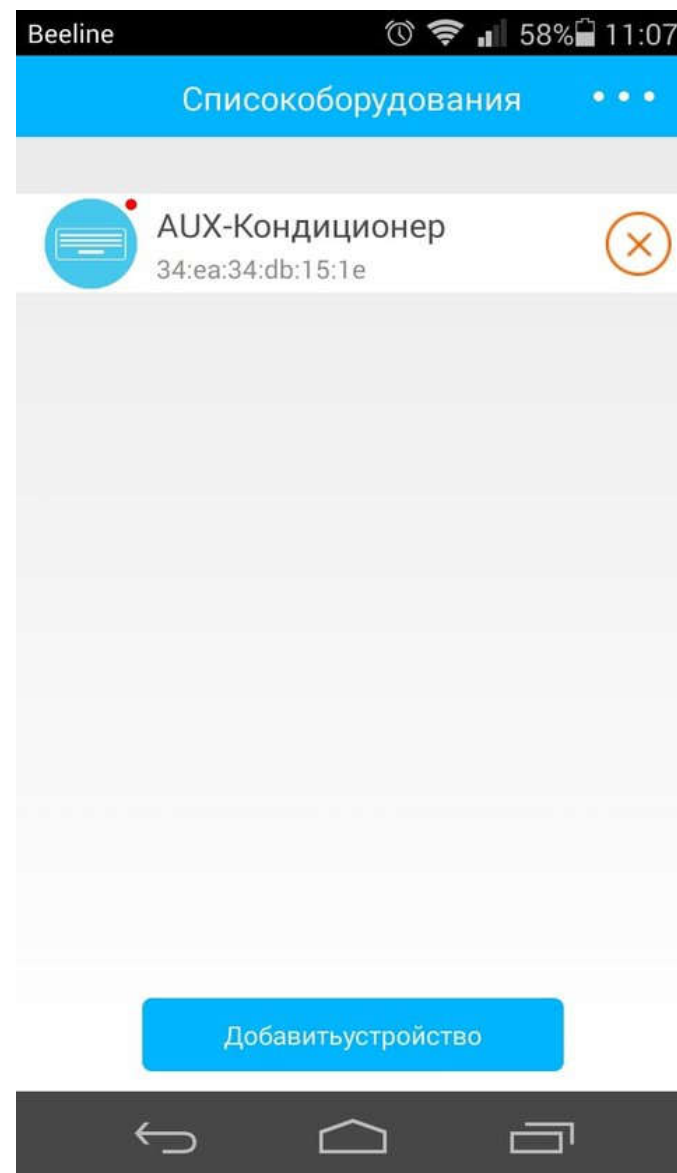 Beeline 58% 11:07
Списокоборудования
AUX-Кондиционер
34:ea:34:db:15:1e
Добавитьустройство